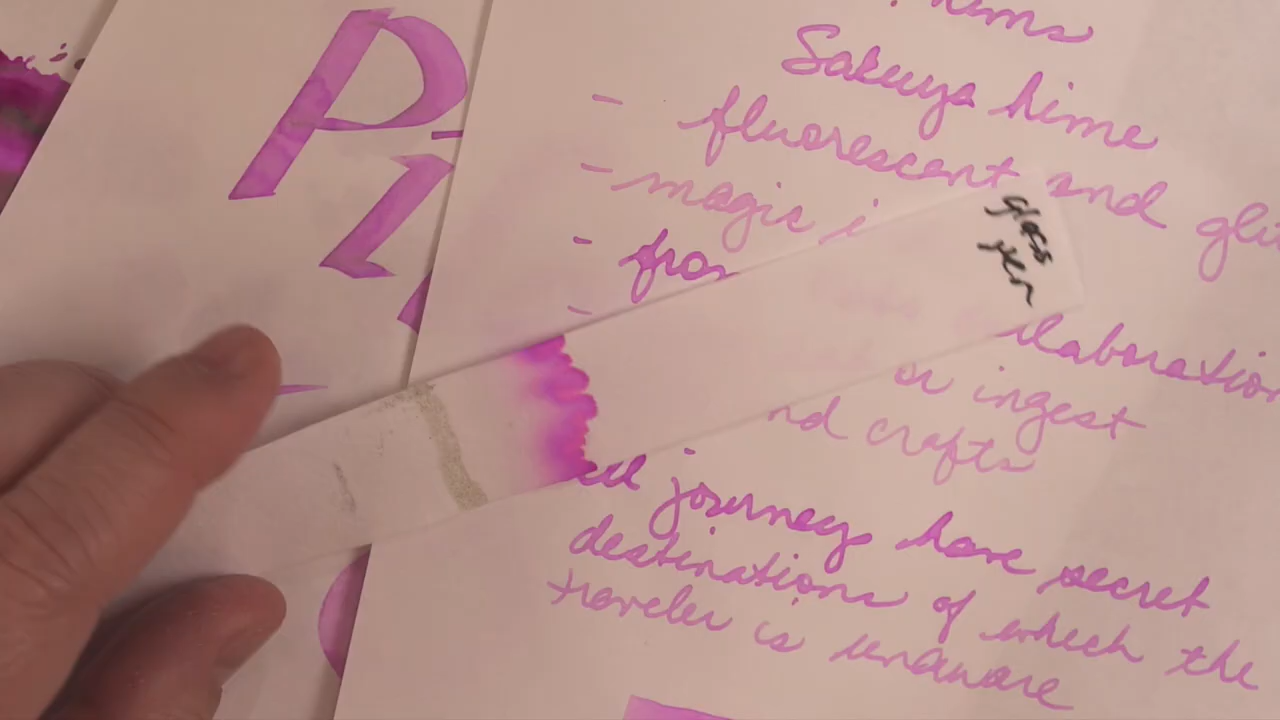 Sakuya hime
- fluorescent and gli
- magic i
- from
llaboration
or ingest
nd crafts
journey have secret
destinations of which the
traveler is unaware
glass
pen
P